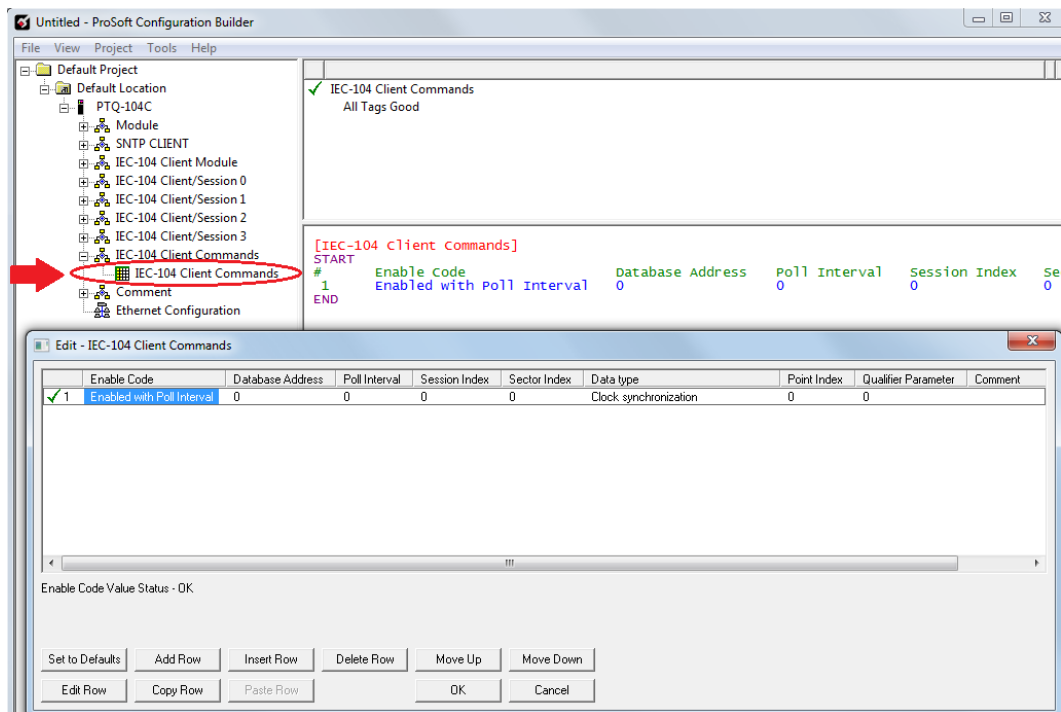 Untitled - ProSoft Configuration Builder
File View Project Tools Help
Default Project
Default Location
PTQ-104C
Module
SNTP CLIENT
IEC-104 Client Module
IEC-104 Client/Session 0
IEC-104 Client/Session 1
IEC-104 Client/Session 2
IEC-104 Client/Session 3
IEC-104 Client Commands
IEC-104 Client Commands
Comment
Ethernet Configuration
IEC-104 Client Commands
All Tags Good
[IEC-104 Client Commands]
START
# Enable Code Database Address Poll Interval Session Index Se
1 Enabled with Poll Interval 0 0 0 0
END
Edit - IEC-104 Client Commands
Enable Code Database Address Poll Interval Session Index Sector Index Data type Point Index Qualifier Parameter Comment
1 Enabled with Poll Interval 0 0 0 0 Clock synchronization 0 0
Enable Code Value Status - OK
Set to Defaults Add Row Insert Row Delete Row Move Up Move Down
Edit Row Copy Row Paste Row OK Cancel